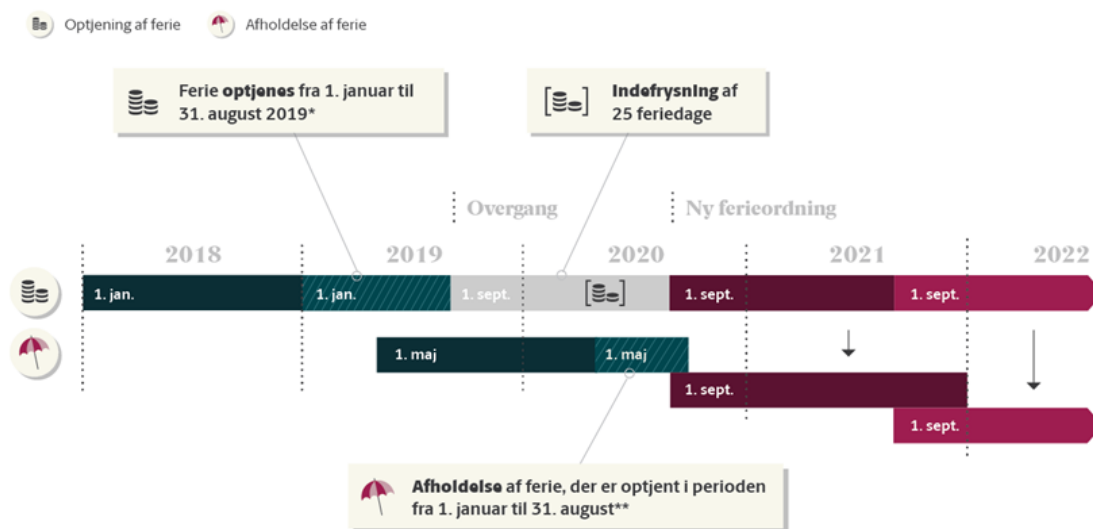 Optjening af ferie
Afholdelse af ferie
Ferie optjenes fra 1. januar til
31. august 2019*
Indefrysning af
25 feriedage
Overgang
Ny ferieordning
2018
2019
2020
2021
2022
1. jan.
1. jan.
1. sept.
1. sept.
1. sept.
1. maj
1. maj
1. sept.
1. sept.
Afholdelse af ferie, der er optjent i perioden
fra 1. januar til 31. august**